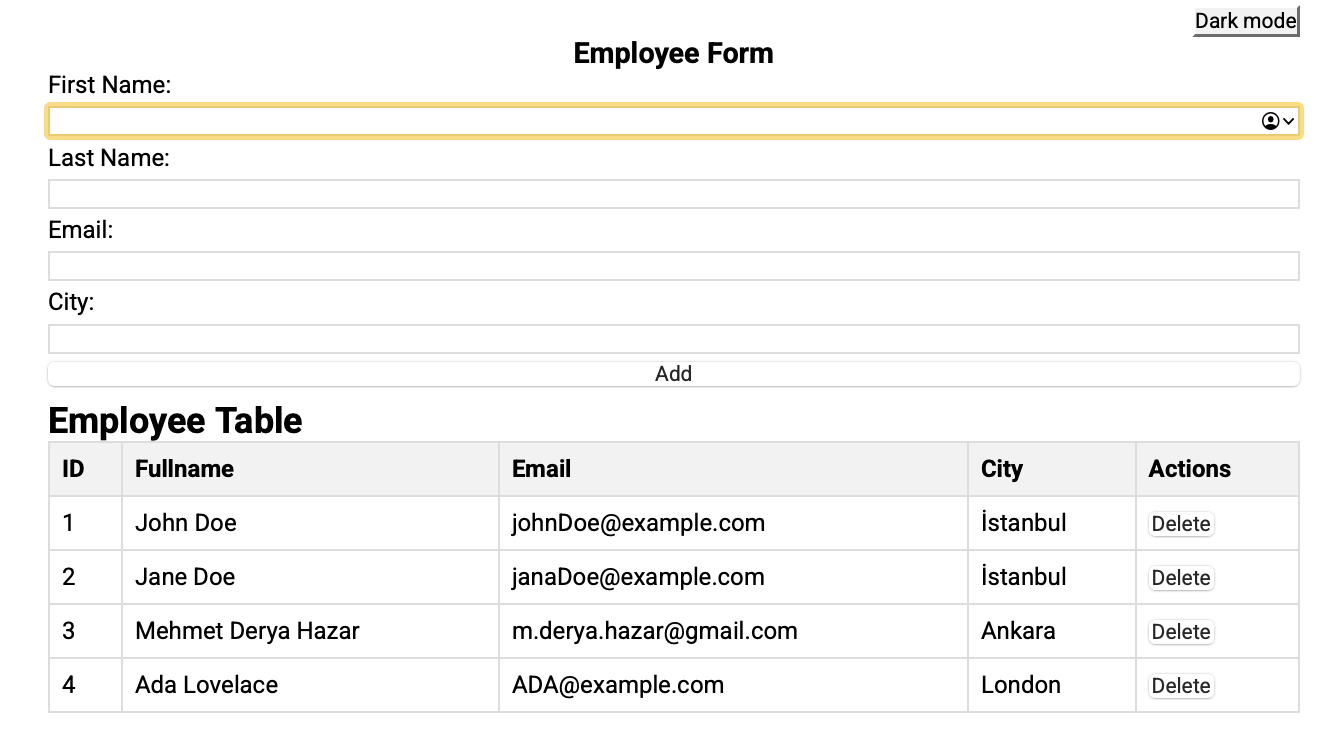 Dark mode
Employee Form
First Name:
Last Name:
Email:
City:
Add
Employee Table
ID Fullname Email City Actions
1 John Doe johnDoe@example.com İstanbul Delete
2 Jane Doe janaDoe@example.com İstanbul Delete
3 Mehmet Derya Hazar m.derya.hazar@gmail.com Ankara Delete
4 Ada Lovelace ADA@example.com London Delete